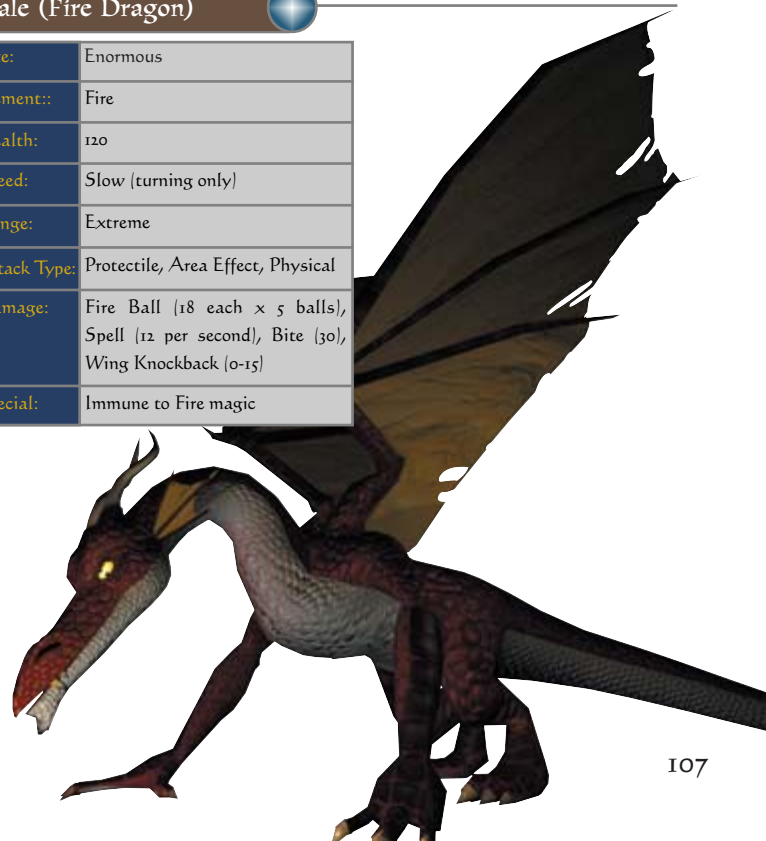 ale (Fire Dragon)
e: Enormous
ment:: Fire
alth: 120
eed: Slow (turning only)
nge: Extreme
tack Type: Protectile, Area Effect, Physical
mage: Fire Ball (18 each x 5 balls),
Spell (12 per second), Bite (30),
Wing Knockback (0-15)
ecial: Immune to Fire magic
107